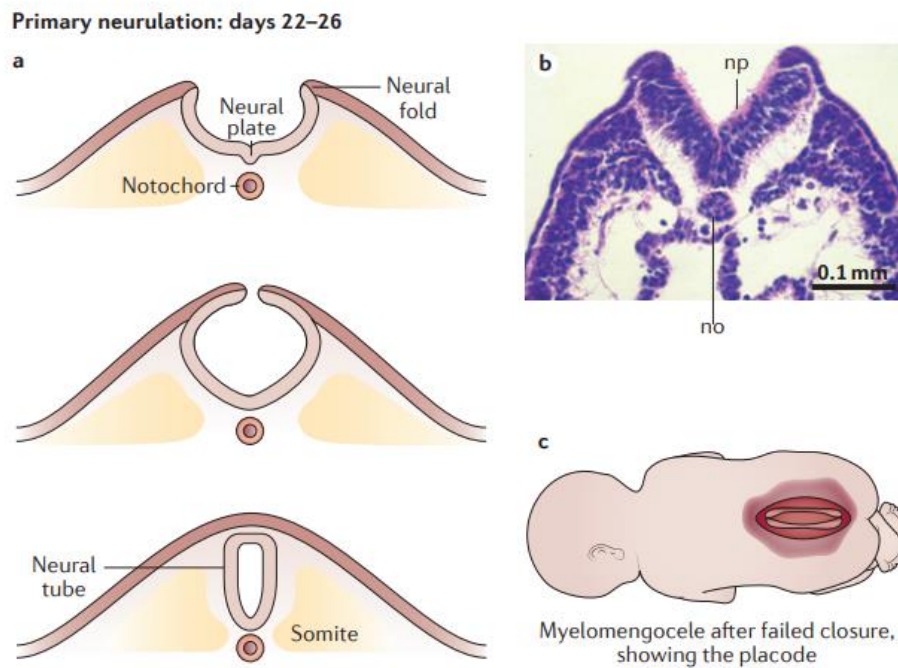 Primary neurulation: days 22–26
a
Neural
fold
Neural
plate
Notochord
Neural
tube
Somite
b
np
0.1 mm
no
c
Myelomengocele after failed closure,
showing the placode